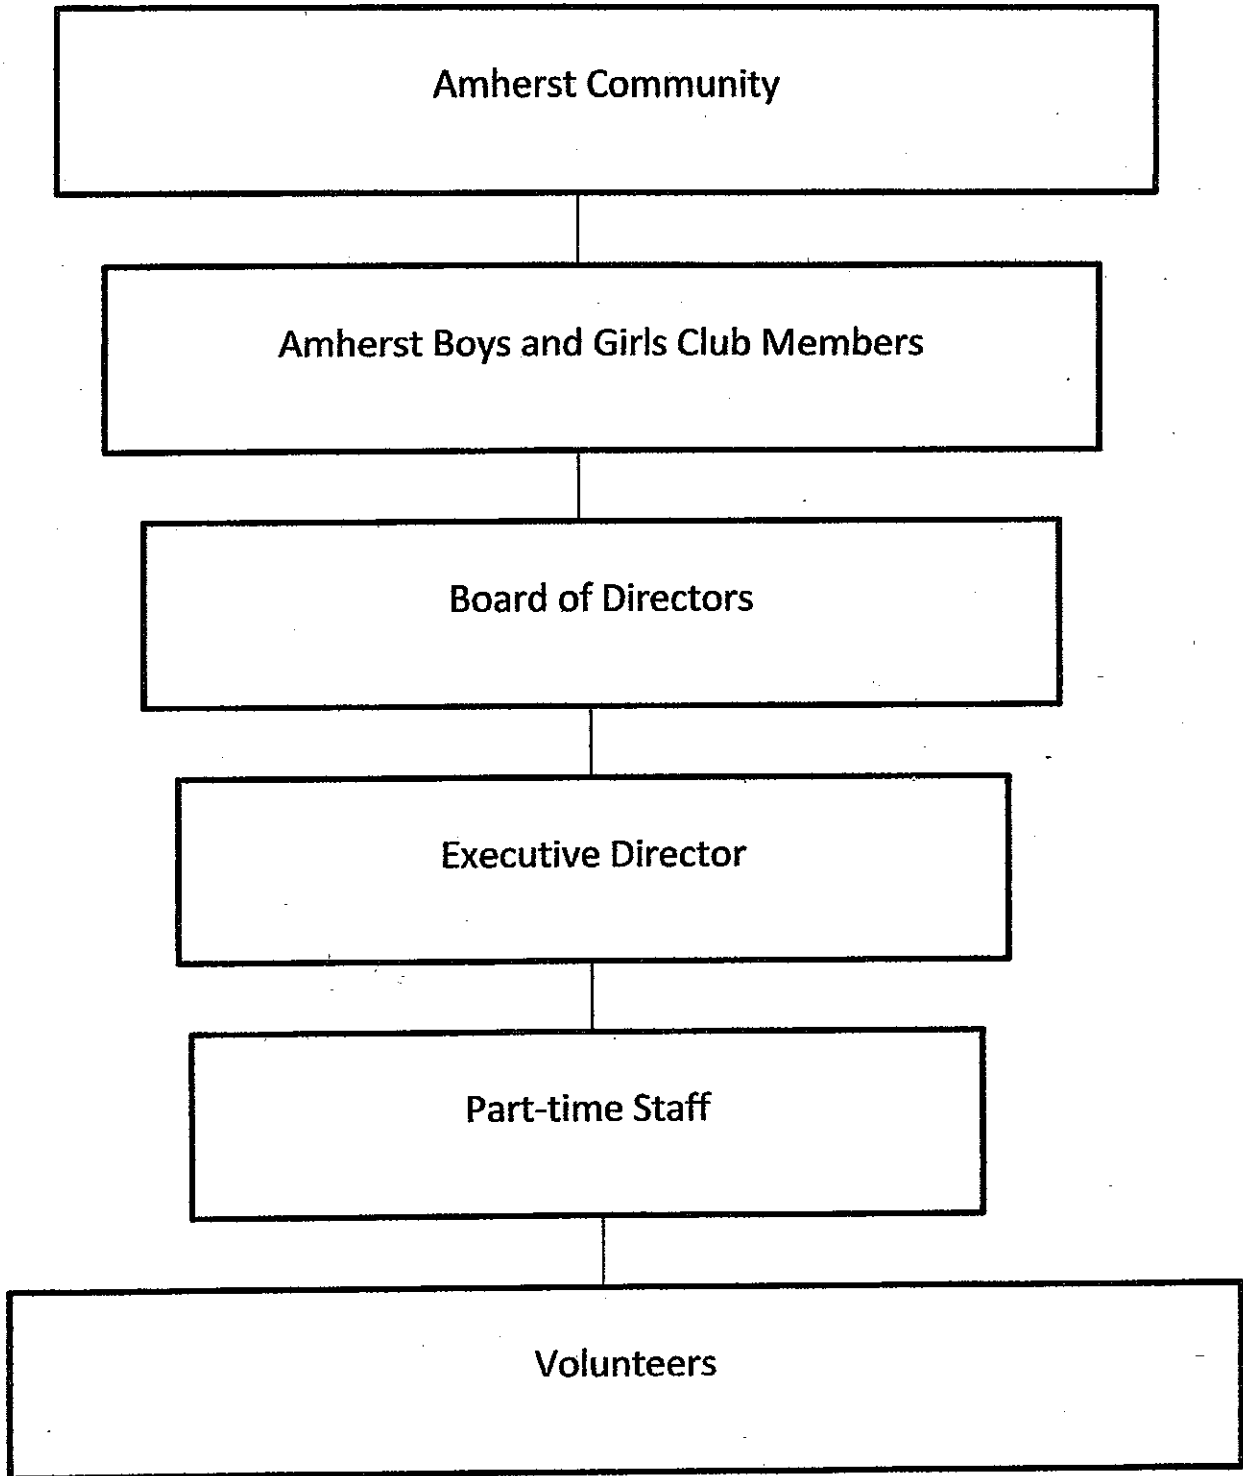 Amherst Community
Amherst Boys and Girls Club Members
Board of Directors
Executive Director
Part-time Staff
Volunteers